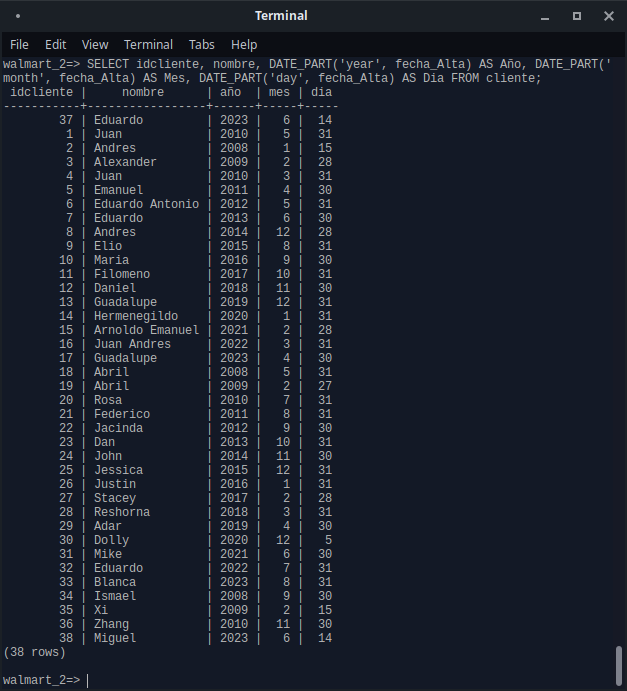 Terminal
File Edit View Terminal Tabs Help
walmart_2=> SELECT idcliente, nombre, DATE_PART('year', fecha_Alta) AS Año, DATE_PART('
month', fecha_Alta) AS Mes, DATE_PART('day', fecha_Alta) AS Dia FROM cliente;
 idcliente |     nombre      | año  | mes | dia
-----------+-----------------+------+-----+-----
        37 | Eduardo         | 2023 |   6 |  14
         1 | Juan            | 2010 |   5 |  31
         2 | Andres          | 2008 |   1 |  15
         3 | Alexander       | 2009 |   2 |  28
         4 | Juan            | 2010 |   3 |  31
         5 | Emanuel         | 2011 |   4 |  30
         6 | Eduardo Antonio | 2012 |   5 |  31
         7 | Eduardo         | 2013 |   6 |  30
         8 | Andres          | 2014 |  12 |  28
         9 | Elio            | 2015 |   8 |  31
        10 | Maria           | 2016 |   9 |  30
        11 | Filomeno        | 2017 |  10 |  31
        12 | Daniel          | 2018 |  11 |  30
        13 | Guadalupe       | 2019 |  12 |  31
        14 | Hermenegildo    | 2020 |   1 |  31
        15 | Arnoldo Emanuel | 2021 |   2 |  28
        16 | Juan Andres     | 2022 |   3 |  31
        17 | Guadalupe       | 2023 |   4 |  30
        18 | Abril           | 2008 |   5 |  31
        19 | Abril           | 2009 |   2 |  27
        20 | Rosa            | 2010 |   7 |  31
        21 | Federico        | 2011 |   8 |  31
        22 | Jacinda         | 2012 |   9 |  30
        23 | Dan             | 2013 |  10 |  31
        24 | John            | 2014 |  11 |  30
        25 | Jessica         | 2015 |  12 |  31
        26 | Justin          | 2016 |   1 |  31
        27 | Stacey          | 2017 |   2 |  28
        28 | Reshorna        | 2018 |   3 |  31
        29 | Adar            | 2019 |   4 |  30
        30 | Dolly           | 2020 |  12 |   5
        31 | Mike            | 2021 |   6 |  30
        32 | Eduardo         | 2022 |   7 |  31
        33 | Blanca          | 2023 |   8 |  31
        34 | Ismael          | 2008 |   9 |  30
        35 | Xi              | 2009 |   2 |  15
        36 | Zhang           | 2010 |  11 |  30
        38 | Miguel          | 2023 |   6 |  14
(38 rows)
walmart_2=>